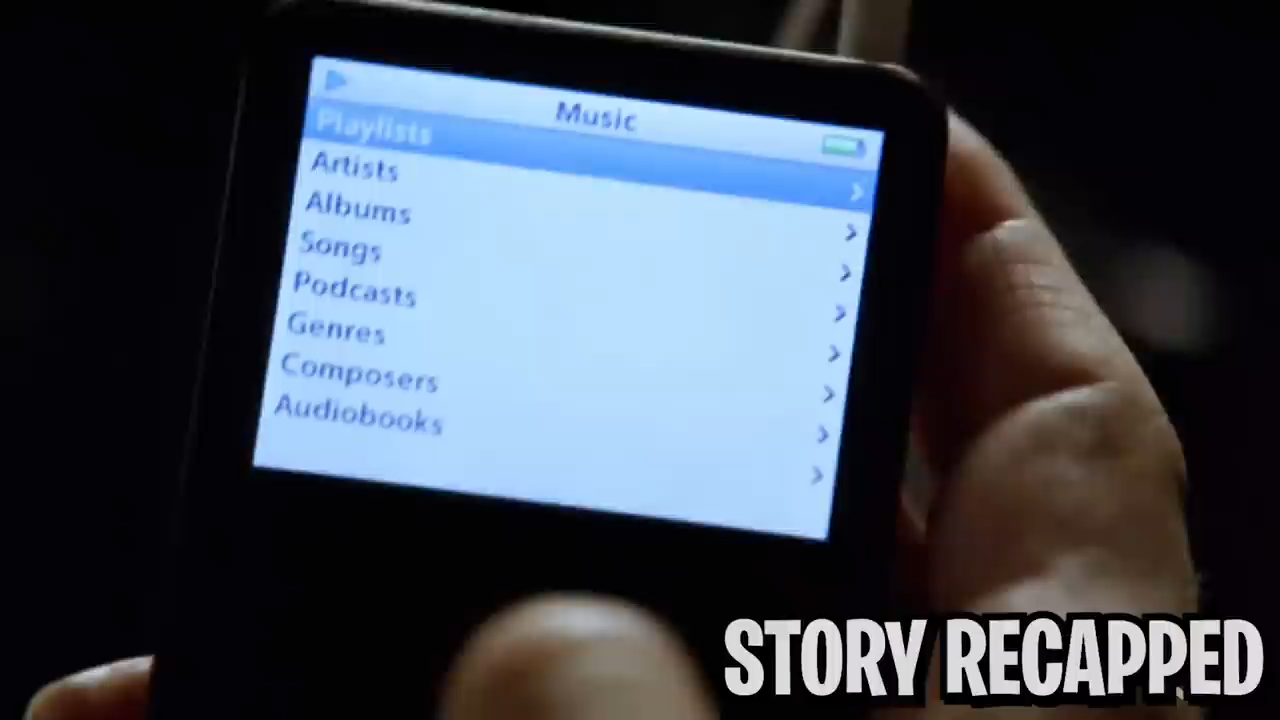 Music
Playlists
Artists
Albums
Songs
Podcasts
Genres
Composers
Audiobooks
STORY RECAPPED